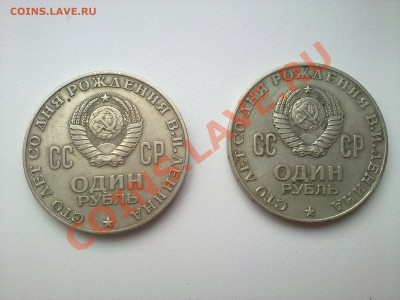 COINS.LAVE.RU
СТО ЛЕТ СО ДНЯ РОЖДЕНИЯ В.И.ЛЕНИНА
СС СР
ОДИН
РУБЛЬ
СТО ЛЕТ СО ДНЯ РОЖДЕНИЯ В.И.ЛЕНИНА
СС СР
ОДИН
РУБЛЬ
COINS.LAVE.RU